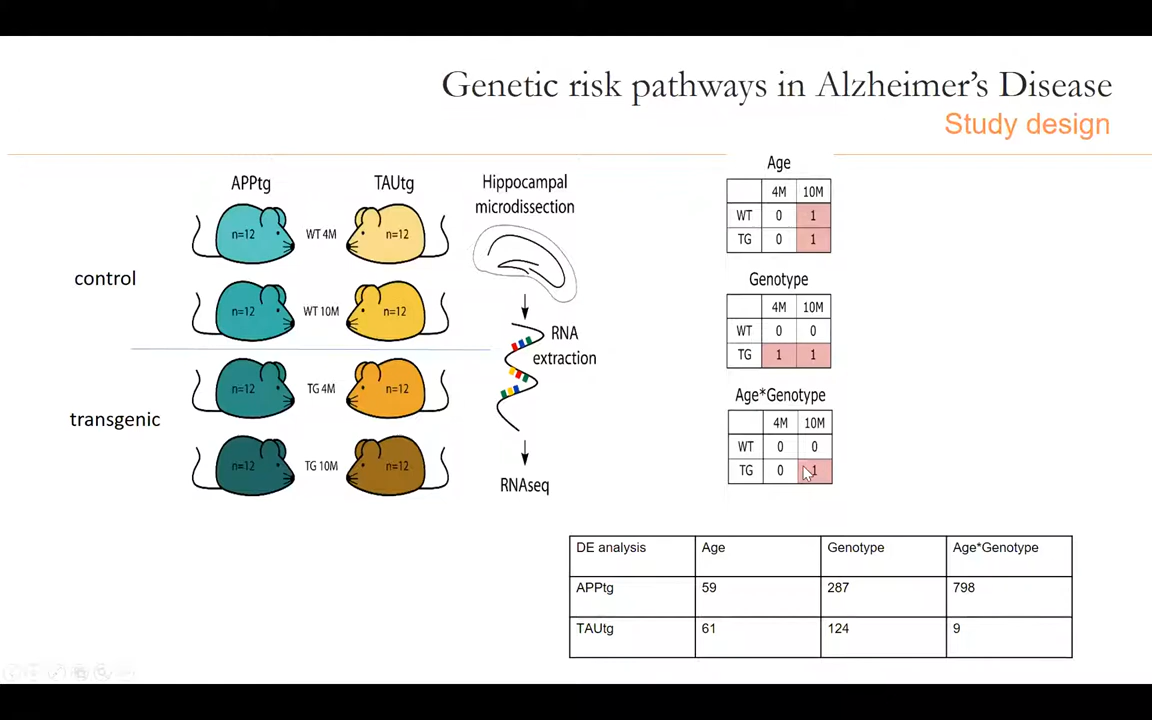 Genetic risk pathways in Alzheimer's Disease
Study design
APPtg
TAUtg
Hippocampal
microdissection
control
n=12
WT 4M
n=12
n=12
WT 10M
n=12
transgenic
n=12
TG 4M
n=12
n=12
TG 10M
n=12
RNA
extraction
RNAseq
Age
4M 10M
WT 0 1
TG 0 1
Genotype
4M 10M
WT 0 0
TG 1 1
Age*Genotype
4M 10M
WT 0 0
TG 0 1
DE analysis Age Genotype Age*Genotype
APPtg 59 287 798
TAUtg 61 124 9